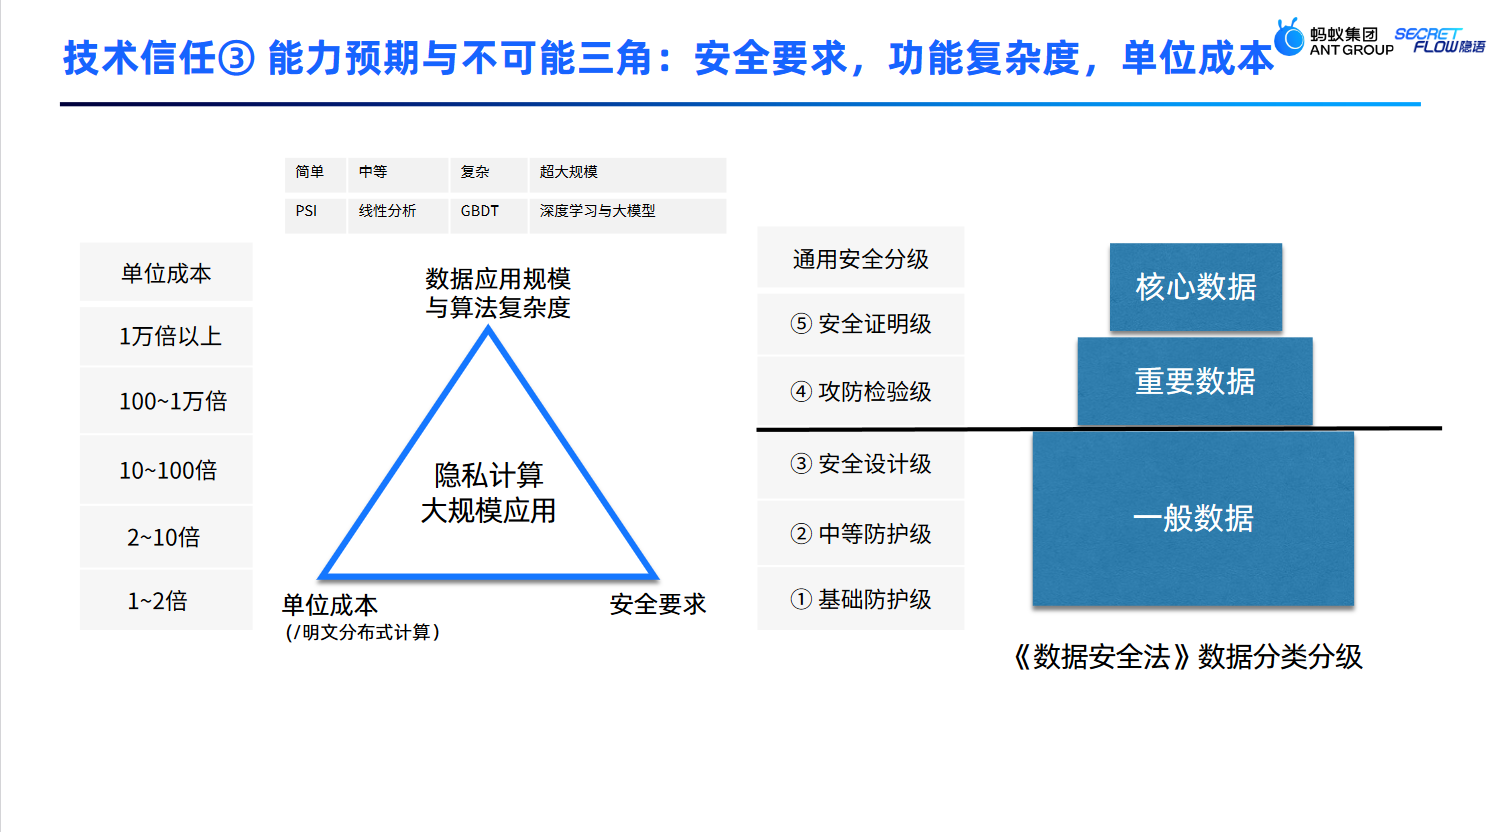 技术信任③ 能力预期与不可能三角：安全要求，功能复杂度，单位成本
蚂蚁集团
ANT GROUP
SECRET
FLOW隐语
简单 中等 复杂 超大规模
PSI 线性分析 GBDT 深度学习与大模型
单位成本
1万倍以上
100~1万倍
10~100倍
2~10倍
1~2倍
数据应用规模
与算法复杂度
隐私计算
大规模应用
单位成本
(/明文分布式计算)
安全要求
通用安全分级
⑤ 安全证明级
④ 攻防检验级
③ 安全设计级
② 中等防护级
① 基础防护级
核心数据
重要数据
一般数据
《数据安全法》数据分类分级